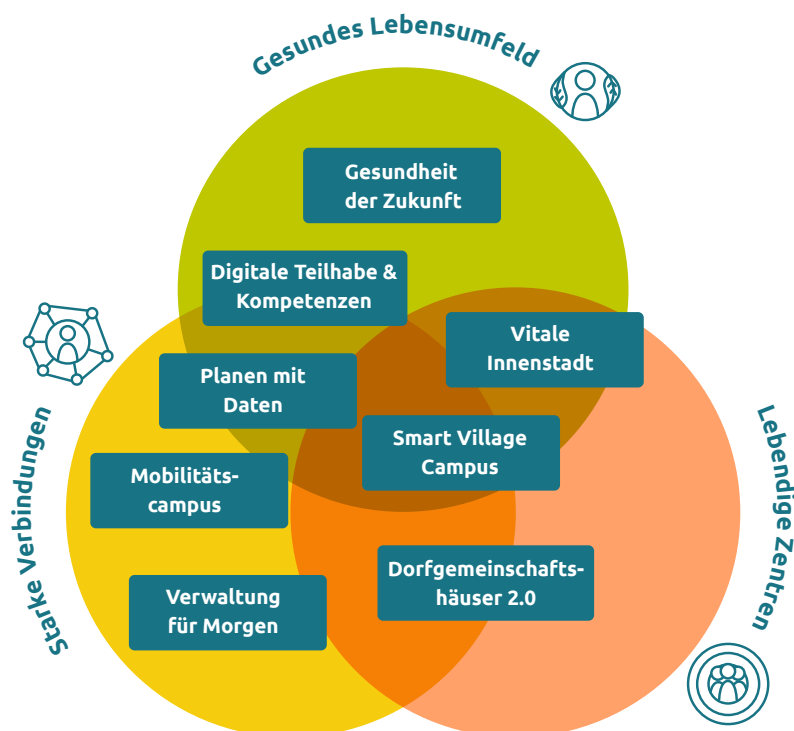 Gesundes Lebensumfeld
Gesundheit
der Zukunft
Digitale Teilhabe &
Kompetenzen
Vitale
Innenstadt
Planen mit
Daten
Smart Village
Campus
Mobilitäts-
campus
Dorfgemeinschafts-
häuser 2.0
Verwaltung
für Morgen
Starke Verbindungen
Lebendige Zentren